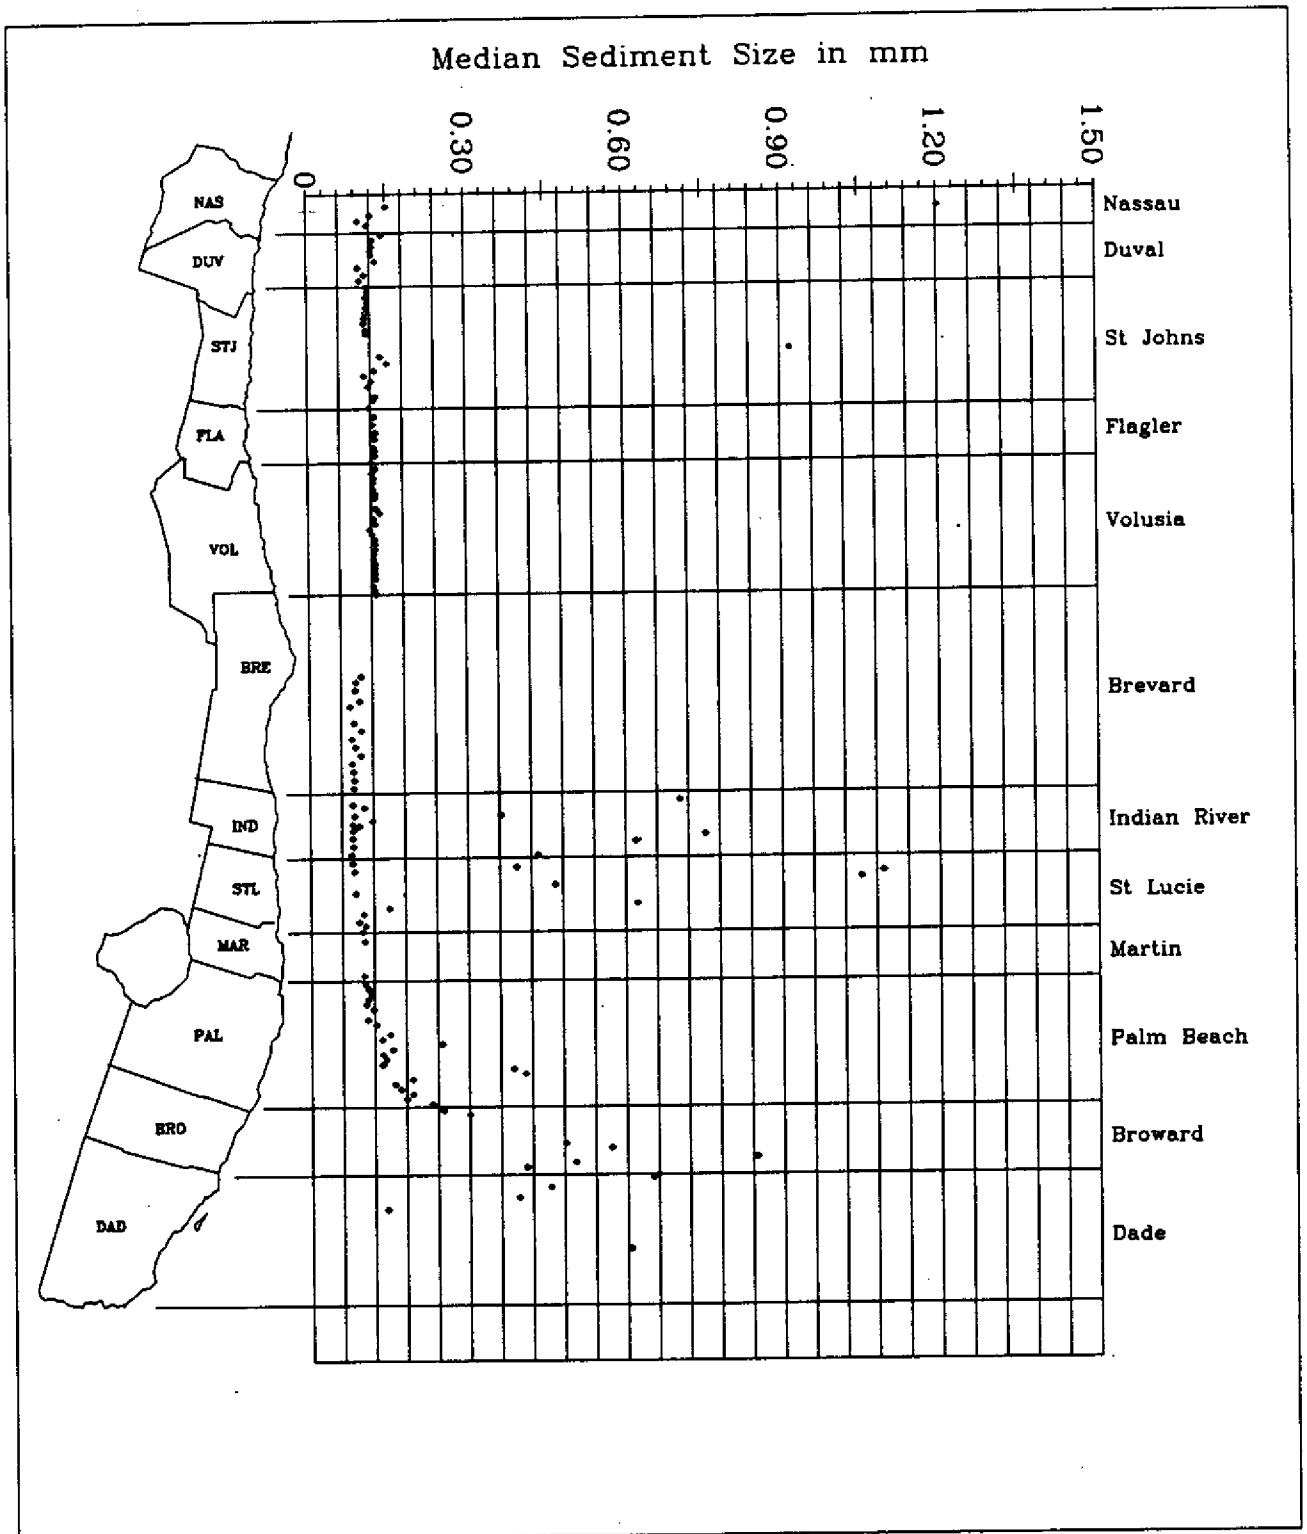 Median Sediment Size in mm
0
0.30
0.60
0.90
1.20
1.50
NAS
DUV
STJ
FLA
VOL
BRE
IND
STL
MAR
PAL
BRO
DAD
Nassau
Duval
St Johns
Flagler
Volusia
Brevard
Indian River
St Lucie
Martin
Palm Beach
Broward
Dade